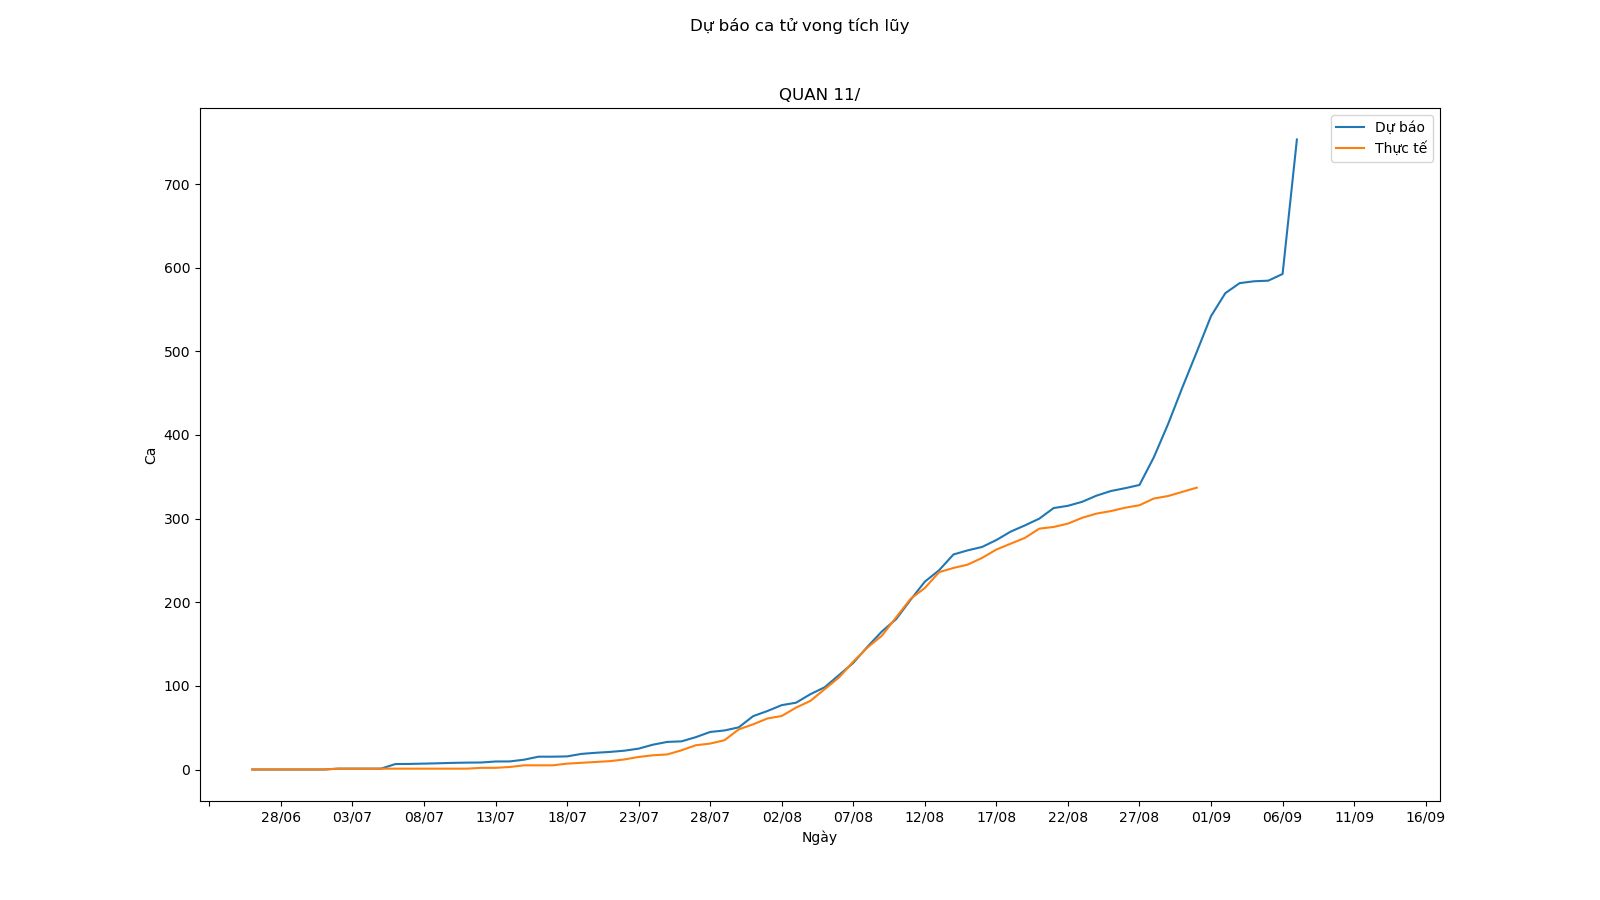 Dự báo ca tử vong tích lũy
QUAN 11/
Dự báo
Thực tế
700
600
500
400
300
200
100
0
Ca
28/06 03/07 08/07 13/07 18/07 23/07 28/07 02/08 07/08 12/08 17/08 22/08 27/08 01/09 06/09 11/09 16/09
Ngày